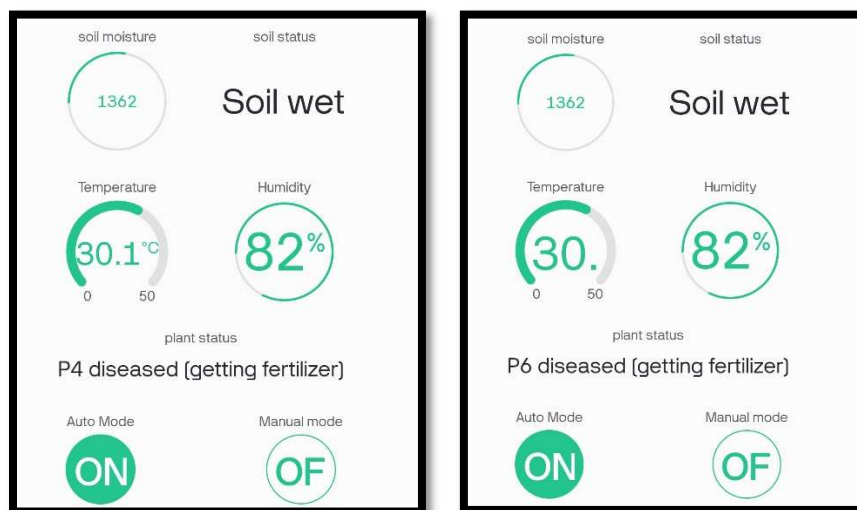 soil moisture soil status
1362 Soil wet
Temperature Humidity
30.1°C 82%
0 50
plant status
P4 diseased (getting fertilizer)
Auto Mode Manual mode
ON OF
soil moisture soil status
1362 Soil wet
Temperature Humidity
30. 82%
0 50
plant status
P6 diseased (getting fertilizer)
Auto Mode Manual mode
ON OF